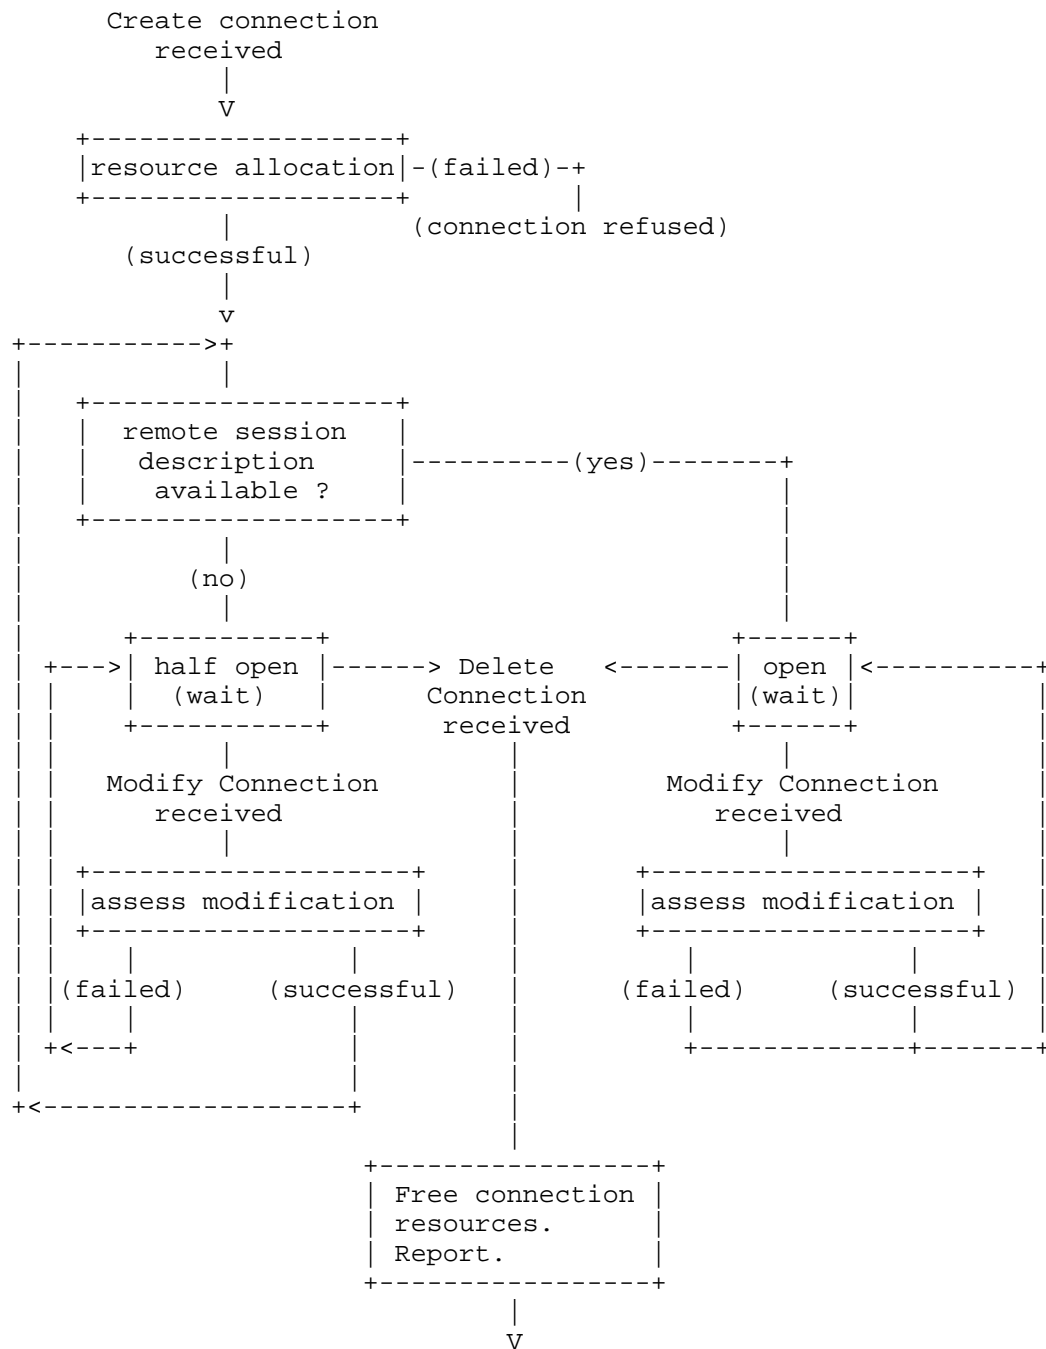 Create connection
received
|
V
+-------------------+
|resource allocation|-(failed)-+
+-------------------+          |
|           (connection refused)
(successful)
|
v
+----------->+
|            |
|   +-------------------+
|   |  remote session   |
|   |   description     |----------(yes)--------+
|   |    available ?    |                       |
|   +-------------------+                       |
|            |                                  |
|          (no)                                 |
|            |                                  |
|      +-----------+                         +------+
| +--->| half open |------> Delete   <-------| open |<----------+
| |    |  (wait)   |      Connection         |(wait)|           |
| |    +-----------+       received          +------+           |
| |          |                 |                |               |
| |   Modify Connection        |         Modify Connection      |
| |      received              |            received            |
| |          |                 |                |               |
| | +--------------------+     |       +--------------------+   |
| | |assess modification |     |       |assess modification |   |
| | +--------------------+     |       +--------------------+   |
| |    |             |         |          |             |       |
| |(failed)     (successful)   |      (failed)     (successful) |
| |    |             |         |          |             |       |
| +<---+             |         |          +-------------+-------+
|                    |         |
+<-------------------+         |
|
+-----------------+
| Free connection |
| resources.      |
| Report.         |
+-----------------+
|
V